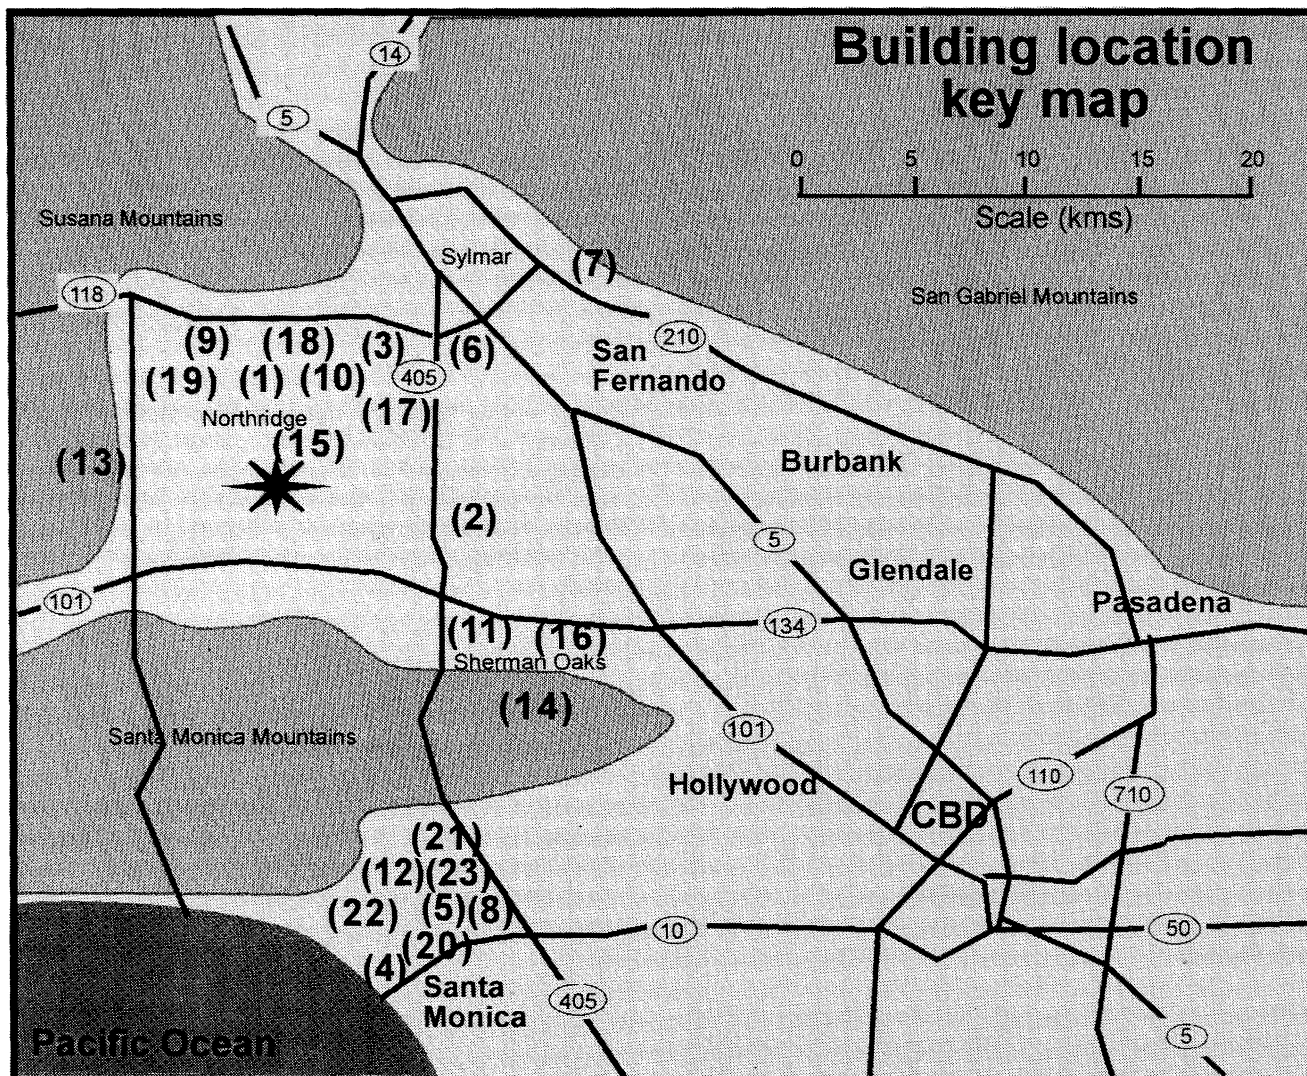 Building location
key map
0 5 10 15 20
Scale (kms)
14
5
Susana Mountains
Sylmar
(7)
118
San Gabriel Mountains
(9) (18) (3) (6)
210
San
Fernando
(19) (1) (10)
405
Northridge
(17)
(15)
(13)
Burbank
(2)
5
Glendale
101
Pasadena
(11) (16)
134
Sherman Oaks
(14)
Santa Monica Mountains
101
Hollywood
110
710
CBD
(21)
(12) (23)
(22) (5) (8)
10
50
(20)
(4)
Santa
Monica
405
Pacific Ocean
5